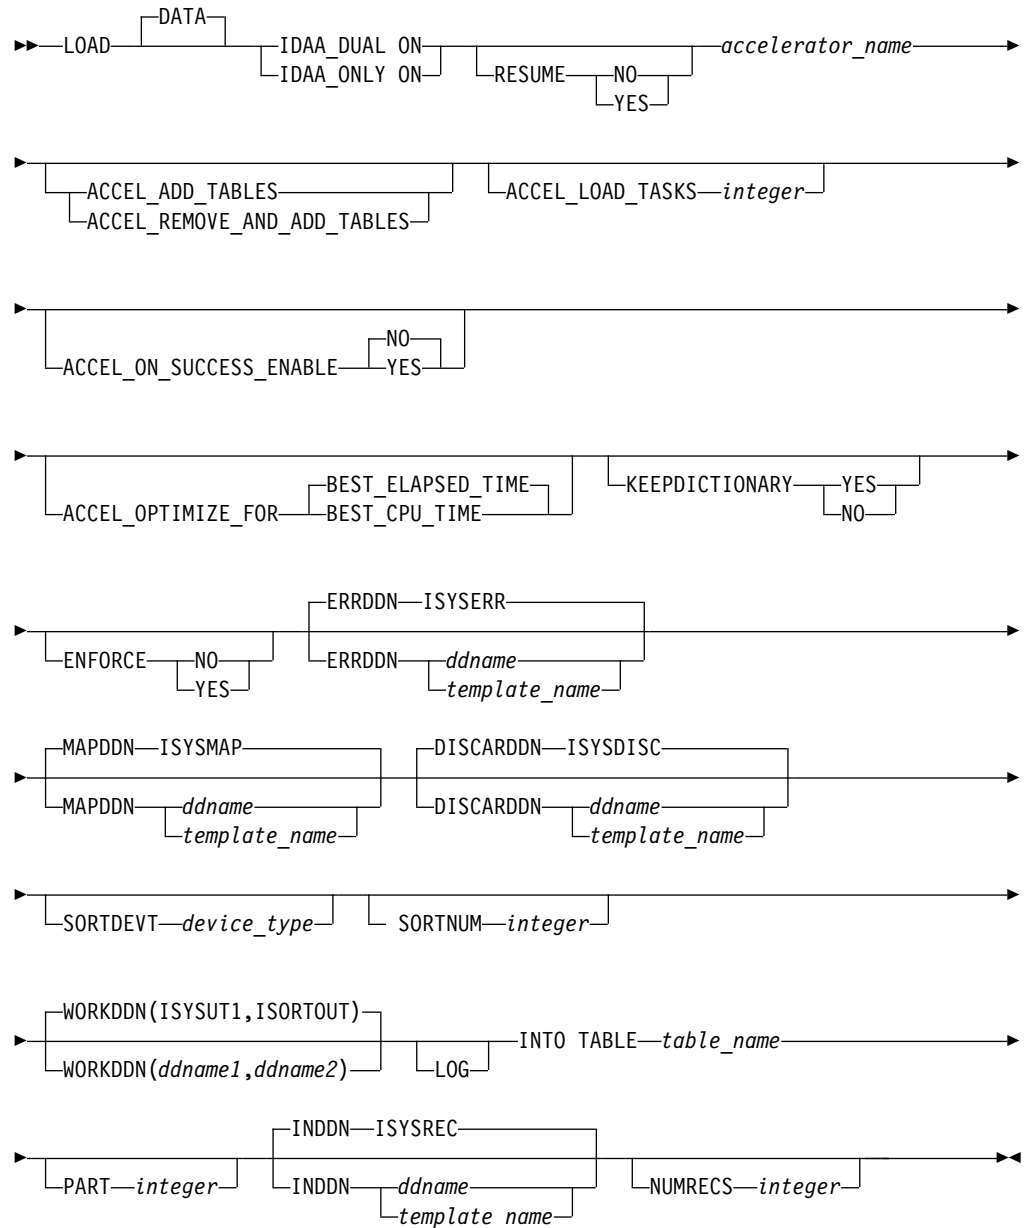 DATA
LOAD IDAA_DUAL ON RESUME NO accelerator_name
IDAA_ONLY ON YES
ACCEL_ADD_TABLES ACCEL_LOAD_TASKS integer
ACCEL_REMOVE_AND_ADD_TABLES
NO
ACCEL_ON_SUCCESS_ENABLE YES
BEST_ELAPSED_TIME KEEPDICTIONARY YES
ACCEL_OPTIMIZE_FOR BEST_CPU_TIME NO
ERRDDN ISYSERR
ENFORCE NO ERRDDN ddname
YES template_name
MAPDDN ISYSMAP DISCARDDN ISYSDISC
MAPDDN ddname DISCARDDN ddname
template_name template_name
SORTDEVT device_type SORTNUM integer
WORKDDN(ISYSUT1,ISORTOUT) INTO TABLE table_name
WORKDDN(ddname1,ddname2) LOG
INDDN ISYSREC
PART integer INDDN ddname NUMRECS integer
template name